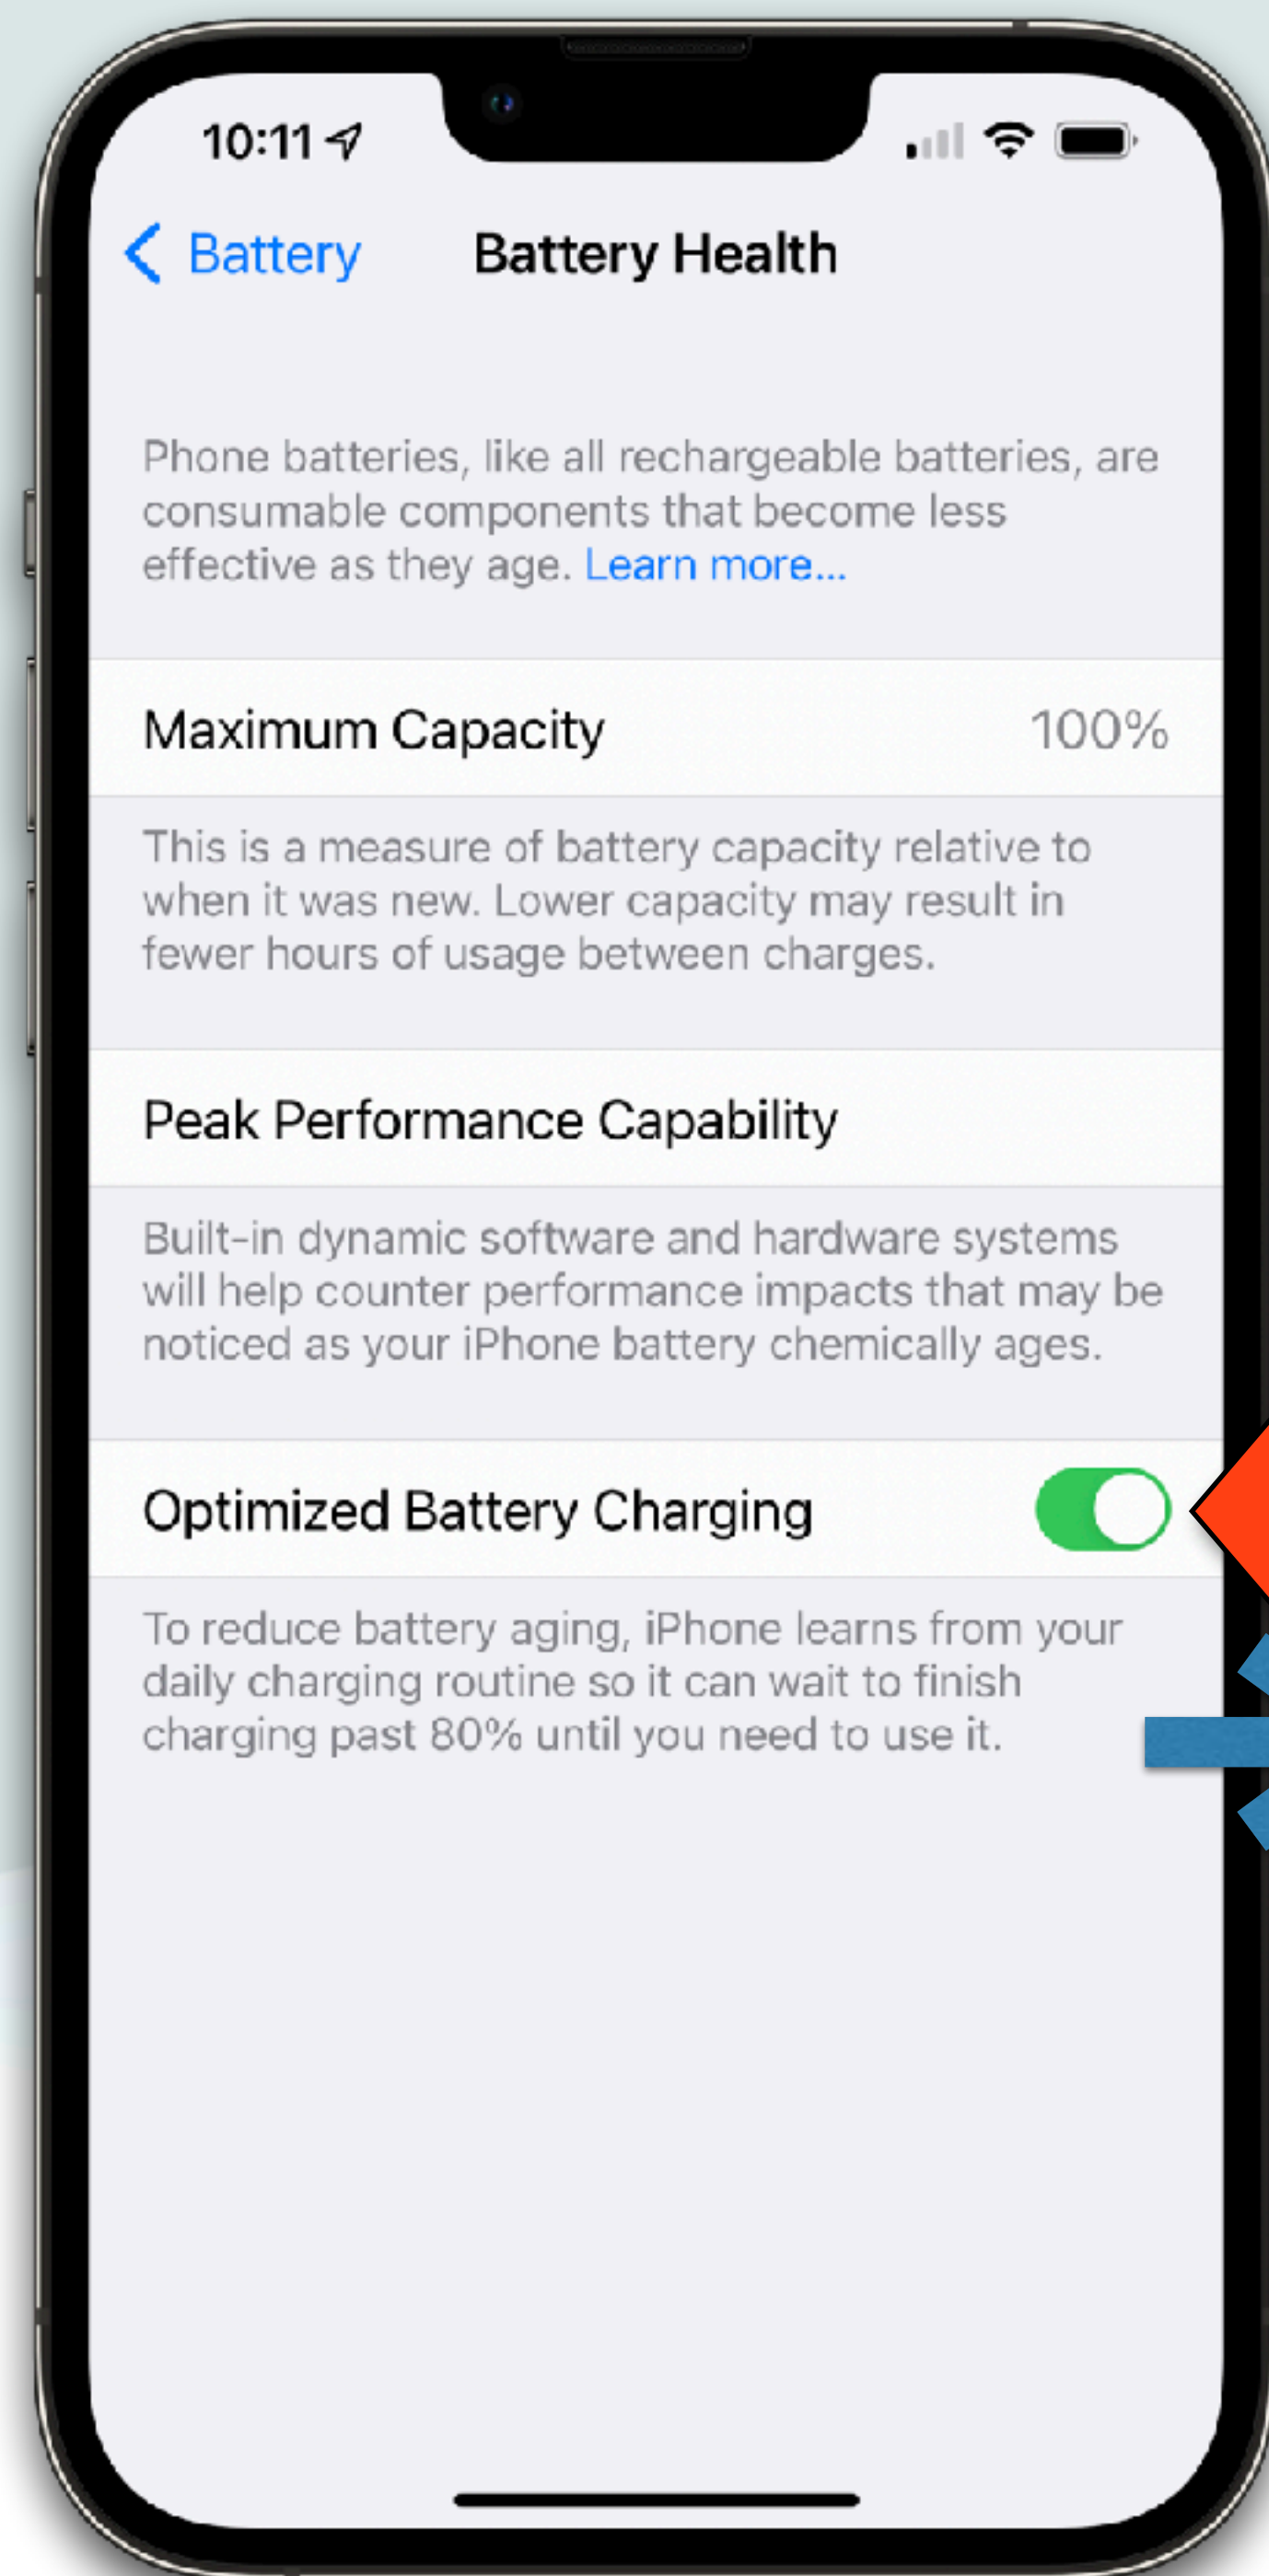 10:11
Battery Battery Health
Phone batteries, like all rechargeable batteries, are
consumable components that become less
effective as they age. Learn more...
Maximum Capacity 100%
This is a measure of battery capacity relative to
when it was new. Lower capacity may result in
fewer hours of usage between charges.
Peak Performance Capability
Built-in dynamic software and hardware systems
will help counter performance impacts that may be
noticed as your iPhone battery chemically ages.
Optimized Battery Charging
To reduce battery aging, iPhone learns from your
daily charging routine so it can wait to finish
charging past 80% until you need to use it.